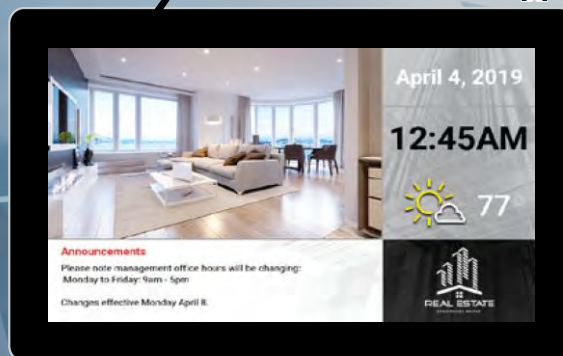 April 4, 2019
12:45AM
77°
Announcements
Please note management office hours will be changing:
Monday to Friday: 9am - 5pm
Changes effective Monday April 8.
REAL ESTATE